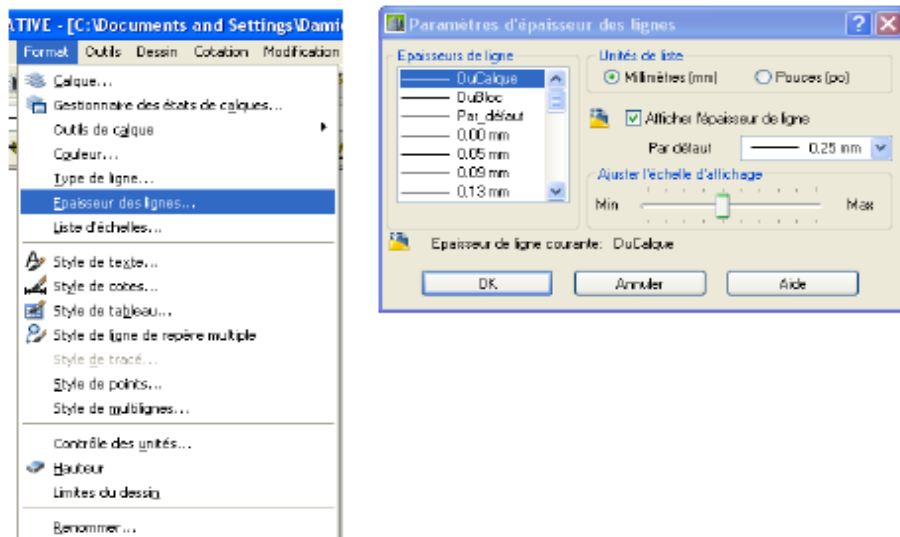 ATIVE - [C:\Documents and Settings\Dami
Format Outils Dessin Cotation Modification
Calque...
Gestionnaire des états de calques...
Outils de calque
Couleur...
Type de ligne...
Epaisseur des lignes...
Liste d'échelles...
Style de texte...
Style de cotes...
Style de tableau...
Style de ligne de repère multiple
Style de tracé...
Style de points...
Style de multilignes...
Contrôle des unités...
Hauteur
Limites du dessin
Renommer...
Paramètres d'épaisseur des lignes
Epaisseurs de ligne
DuCalque
DuBloc
Par_défaut
0.00 mm
0.05 mm
0.09 mm
0.13 mm
Unités de liste
Millimètres (mm) Pouces (po)
Afficher l'épaisseur de ligne
Par défaut 0.25 mm
Ajuster l'échelle d'affichage
Min Max
Epaisseur de ligne courante: DuCalque
OK Annuler Aide